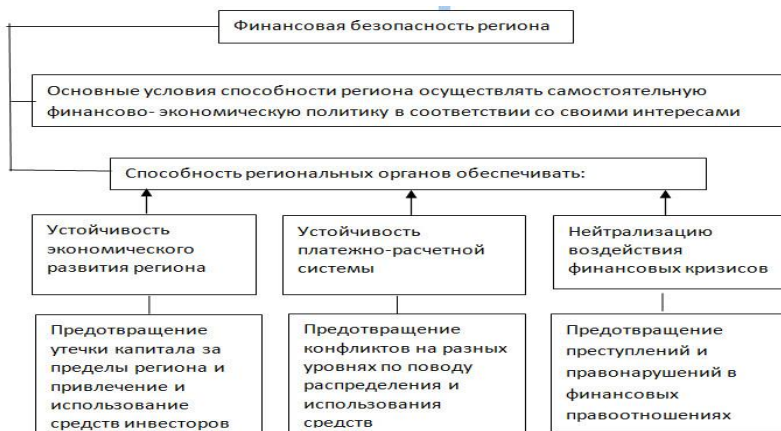 Финансовая безопасность региона
Основные условия способности региона осуществлять самостоятельную
финансово- экономическую политику в соответствии со своими интересами
Способность региональных органов обеспечивать:
Устойчивость
экономического
развития региона
Устойчивость
платежно-расчетной
системы
Нейтрализацию
воздействия
финансовых кризисов
Предотвращение
утечки капитала за
пределы региона и
привлечение и
использование
средств инвесторов
Предотвращение
конфликтов на разных
уровнях по поводу
распределения и
использования
средств
Предотвращение
преступлений и
правонарушений в
финансовых
правоотношениях